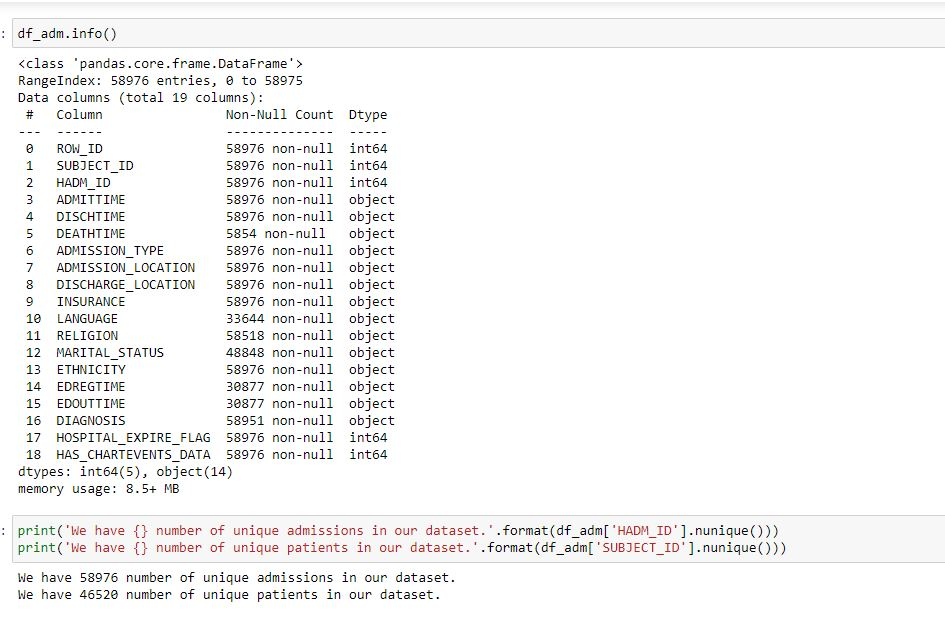 : df_adm.info()
<class 'pandas.core.frame.DataFrame'>
RangeIndex: 58976 entries, 0 to 58975
Data columns (total 19 columns):
 #   Column                Non-Null Count  Dtype
---  ------                --------------  -----
 0   ROW_ID                58976 non-null  int64
 1   SUBJECT_ID            58976 non-null  int64
 2   HADM_ID               58976 non-null  int64
 3   ADMITTIME             58976 non-null  object
 4   DISCHTIME             58976 non-null  object
 5   DEATHTIME             5854 non-null   object
 6   ADMISSION_TYPE        58976 non-null  object
 7   ADMISSION_LOCATION    58976 non-null  object
 8   DISCHARGE_LOCATION    58976 non-null  object
 9   INSURANCE             58976 non-null  object
 10  LANGUAGE              33644 non-null  object
 11  RELIGION              58518 non-null  object
 12  MARITAL_STATUS        48848 non-null  object
 13  ETHNICITY             58976 non-null  object
 14  EDREGTIME             30877 non-null  object
 15  EDOUTTIME             30877 non-null  object
 16  DIAGNOSIS             58951 non-null  object
 17  HOSPITAL_EXPIRE_FLAG  58976 non-null  int64
 18  HAS_CHARTEVENTS_DATA  58976 non-null  int64
dtypes: int64(5), object(14)
memory usage: 8.5+ MB
: print('We have {} number of unique admissions in our dataset.'.format(df_adm['HADM_ID'].nunique()))
print('We have {} number of unique patients in our dataset.'.format(df_adm['SUBJECT_ID'].nunique()))
We have 58976 number of unique admissions in our dataset.
We have 46520 number of unique patients in our dataset.